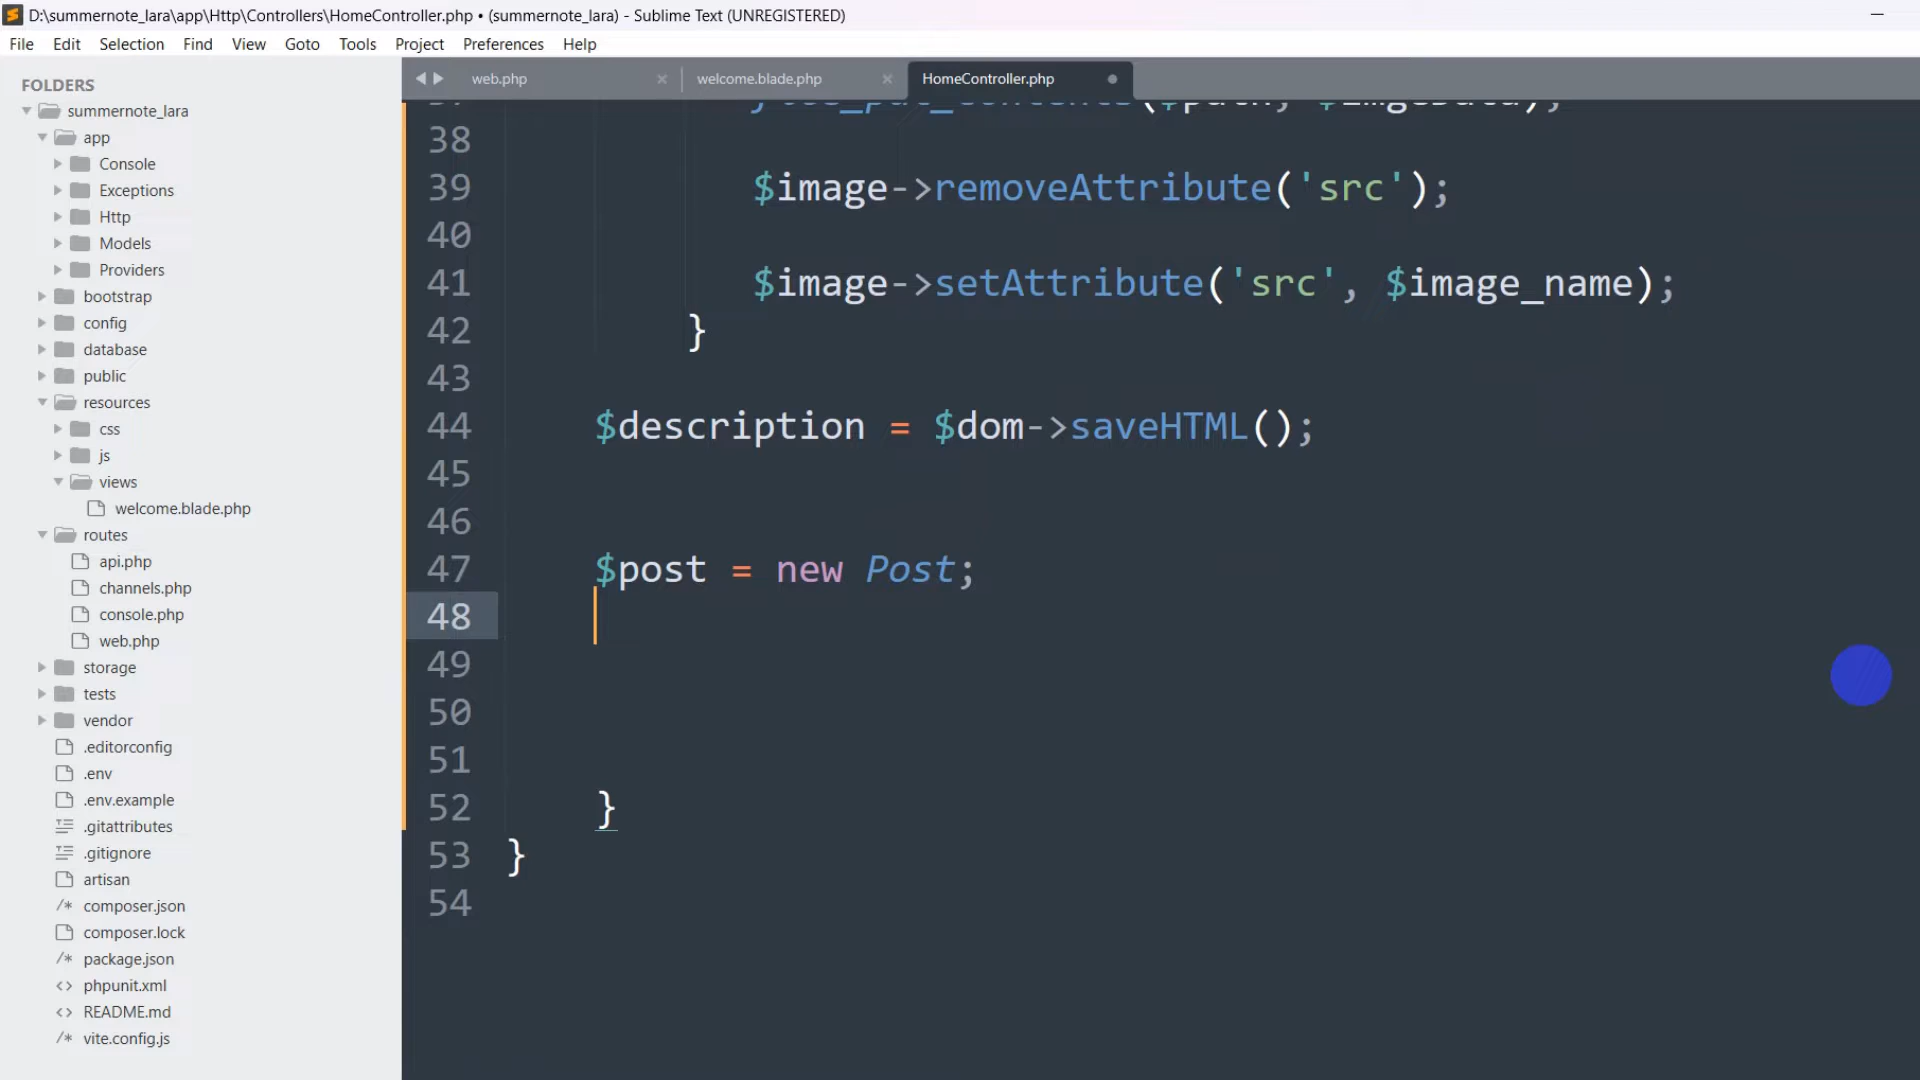 D:\summernote_lara\app\Http\Controllers\HomeController.php • (summernote_lara) - Sublime Text (UNREGISTERED)
File Edit Selection Find View Goto Tools Project Preferences Help
FOLDERS
summernote_lara
app
Console
Exceptions
Http
Models
Providers
bootstrap
config
database
public
resources
css
js
views
welcome.blade.php
routes
api.php
channels.php
console.php
web.php
storage
tests
vendor
.editorconfig
.env
.env.example
.gitattributes
.gitignore
artisan
/* composer.json
composer.lock
/* package.json
<> phpunit.xml
<> README.md
/* vite.config.js
web.php × welcome.blade.php × HomeController.php
38
39 $image->removeAttribute('src');
40
41 $image->setAttribute('src', $image_name);
42 }
43
44 $description = $dom->saveHTML();
45
46
47 $post = new Post;
48
49
50
51
52 }
53 }
54